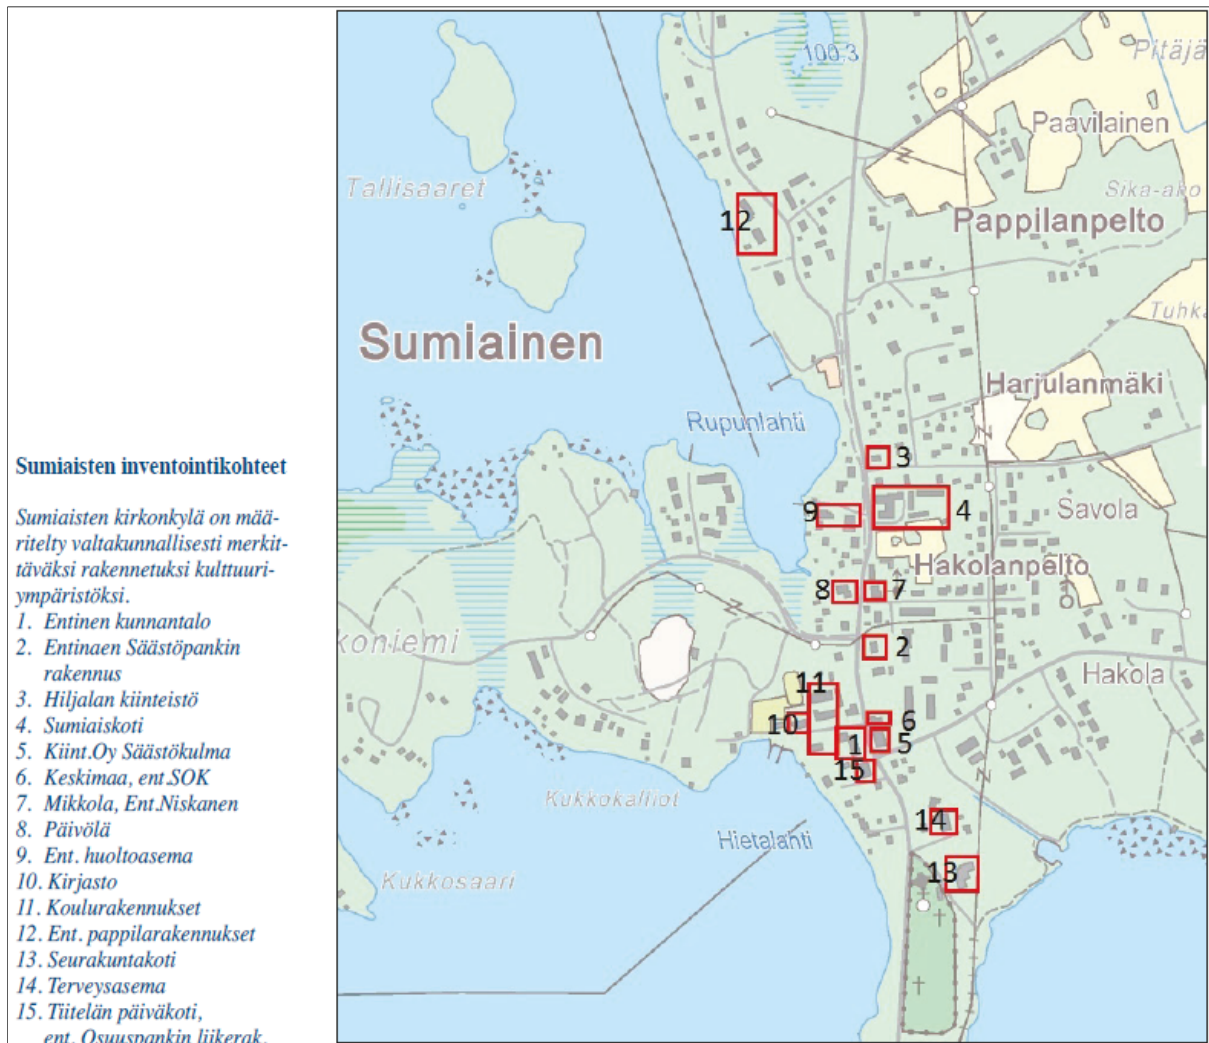 Sumiaisten inventointikohteet
Sumiaisten kirkonkylä on mää-
ritelty valtakunnallisesti merkit-
täväksi rakennetuksi kulttuuri-
ympäristöksi.
1. Entinen kunnantalo
2. Entinaen Säästöpankin
rakennus
3. Hiljalan kiinteistö
4. Sumiaiskoti
5. Kiint.Oy Säästökulma
6. Keskimaa, ent.SOK
7. Mikkola, Ent.Niskanen
8. Päivölä
9. Ent. huoltoasema
10. Kirjasto
11. Koulurakennukset
12. Ent. pappilarakennukset
13. Seurakuntakoti
14. Terveysasema
15. Tiitelän päiväkoti,
ent. Osuuspankin liikerak.
100,3
Pitäjä
Paavilainen
Tallisaaret
Sika-aho
12
Pappilanpelto
Tuhka
Sumiainen
Harjulanmäki
Rupunlahti
3
9
4
Savola
Hakolanpelto
8
7
koniemi
2
Hakola
11
10
6
1
5
15
Kukkokalliot
14
Hietalahti
13
Kukkosaari